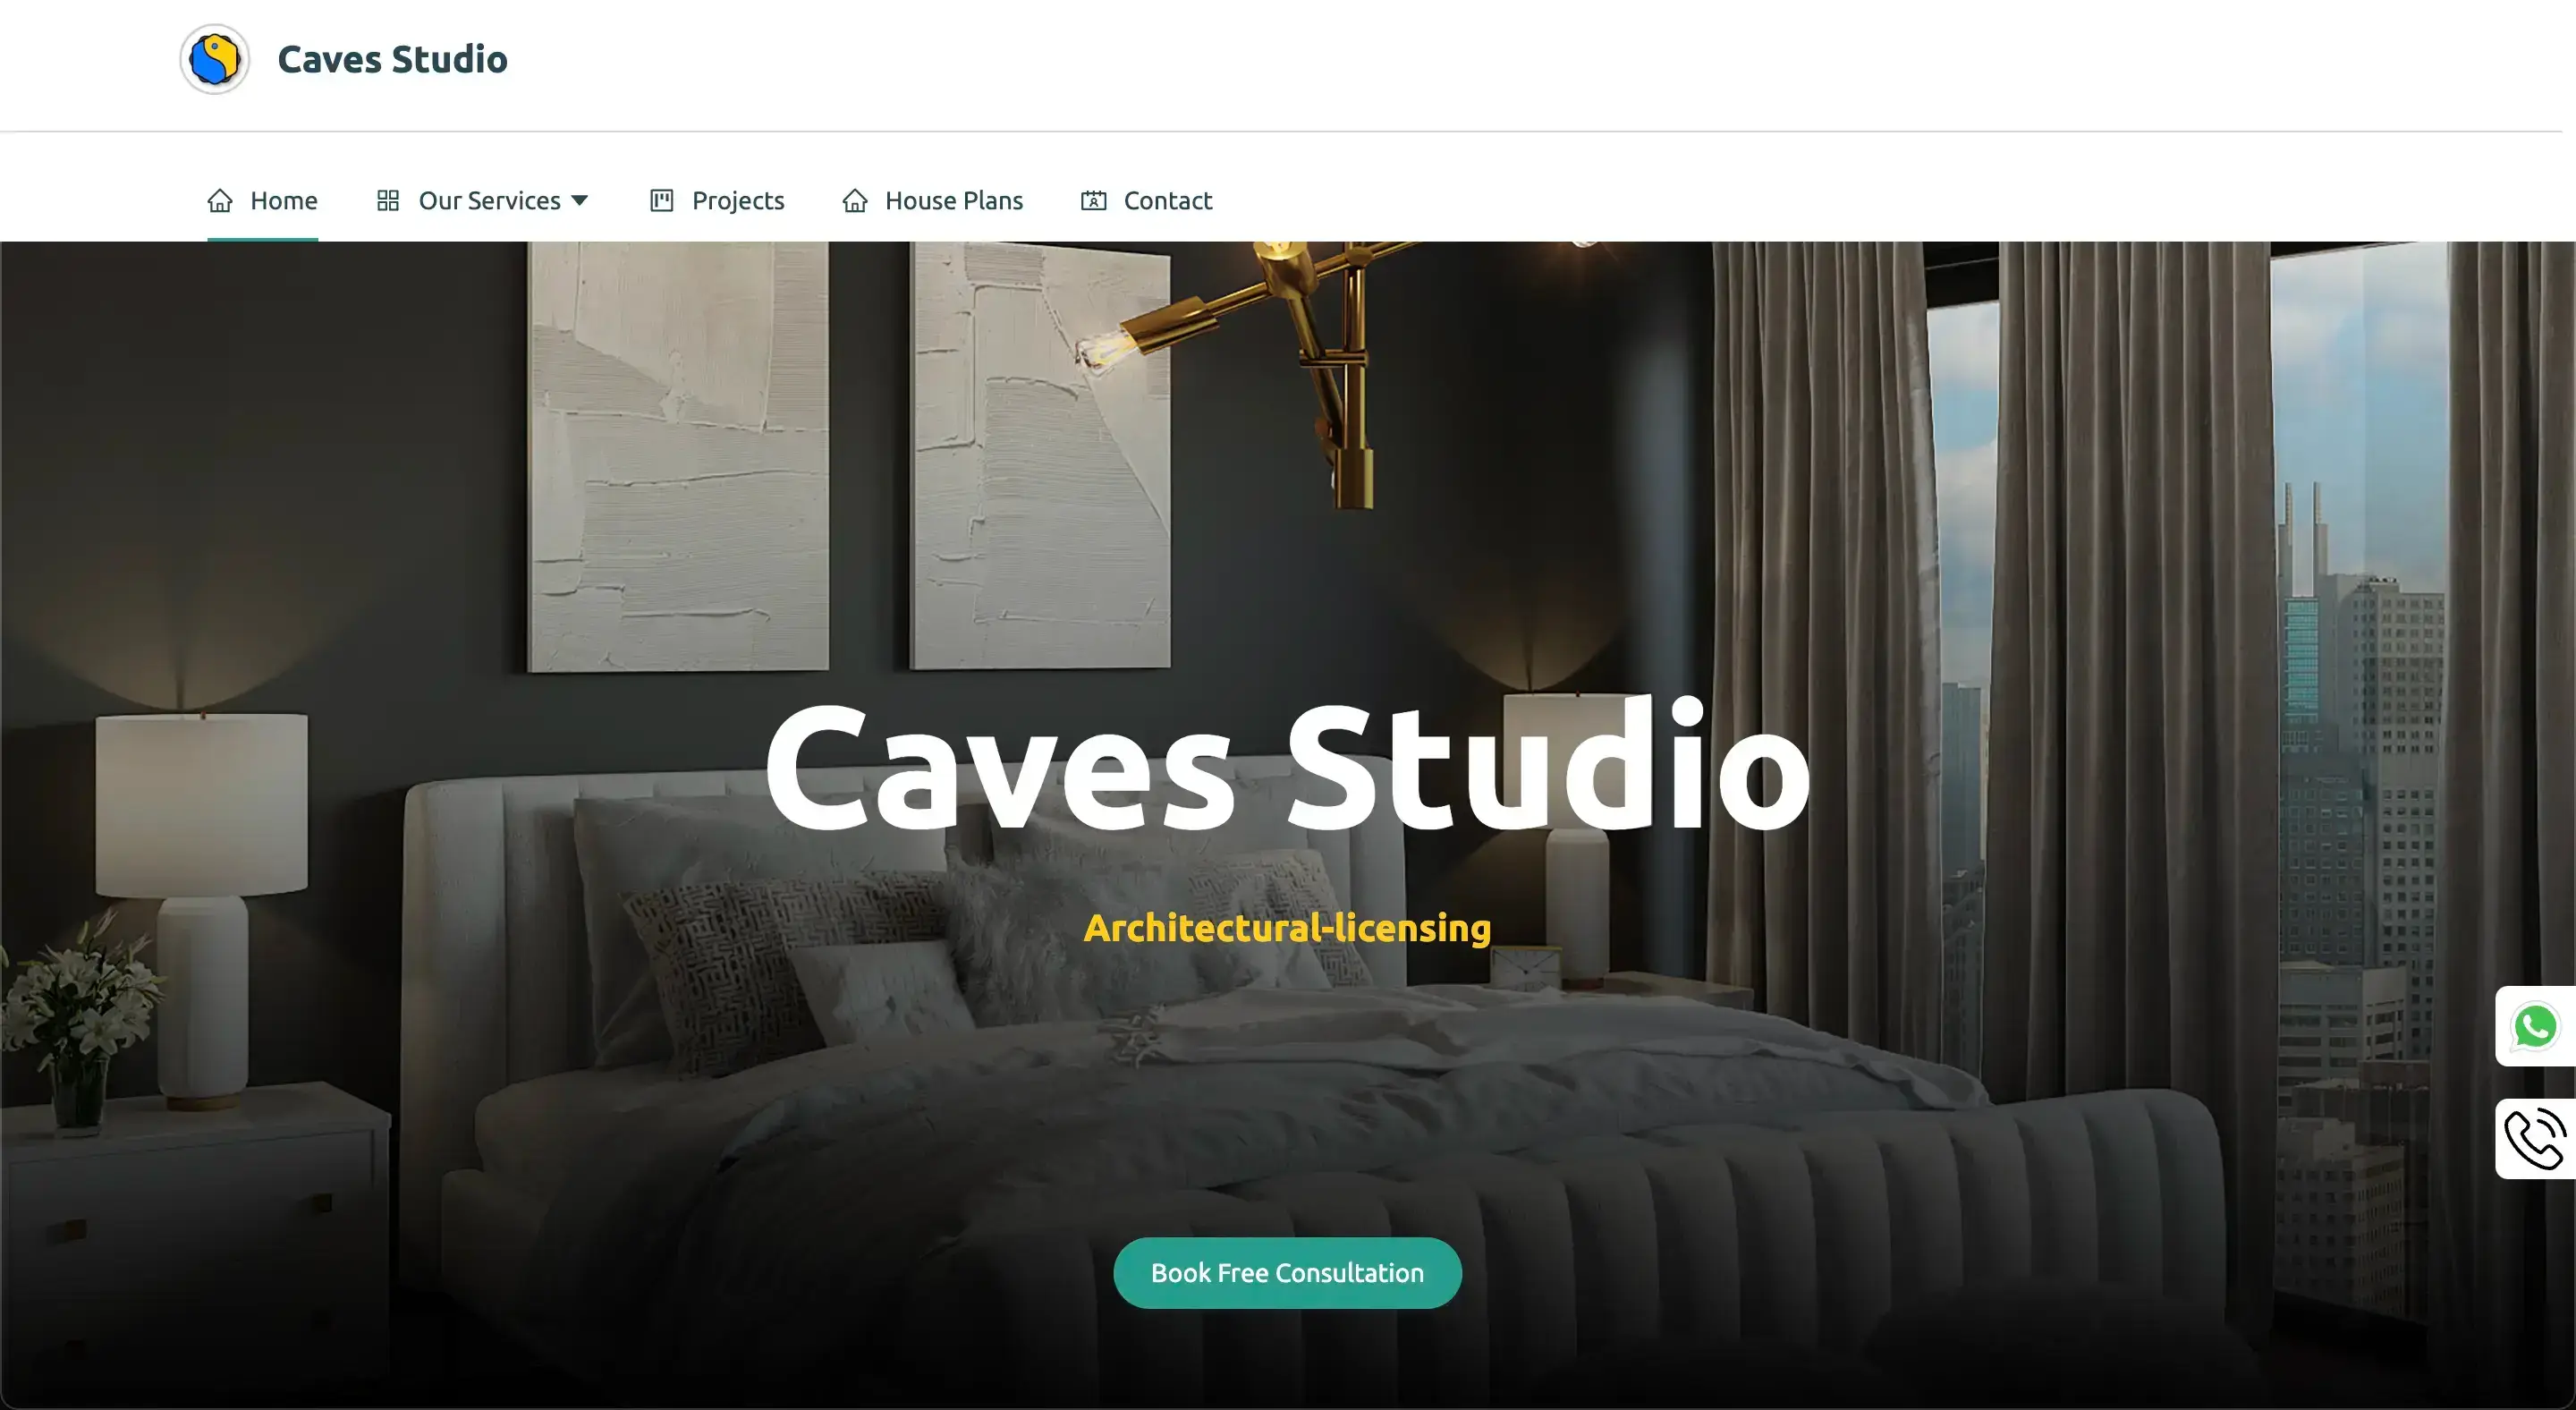 Caves Studio
Home Our Services Projects House Plans Contact
Caves Studio
Architectural-licensing
Book Free Consultation